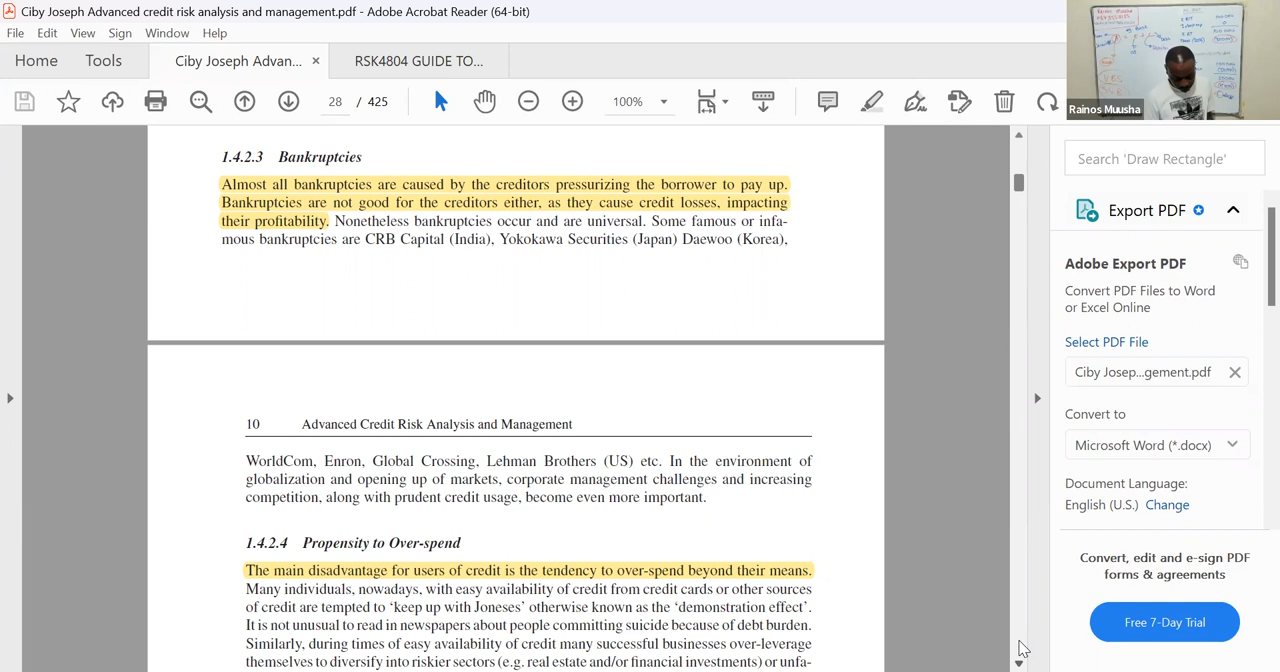 Ciby Joseph Advanced credit risk analysis and management.pdf - Adobe Acrobat Reader (64-bit)
File Edit View Sign Window Help
Home Tools Ciby Joseph Advan... × RSK4804 GUIDE TO...
28 / 425 100%
Rainos Muusha
1.4.2.3 Bankruptcies
Almost all bankruptcies are caused by the creditors pressurizing the borrower to pay up.
Bankruptcies are not good for the creditors either, as they cause credit losses, impacting
their profitability. Nonetheless bankruptcies occur and are universal. Some famous or infa-
mous bankruptcies are CRB Capital (India), Yokokawa Securities (Japan) Daewoo (Korea),
10 Advanced Credit Risk Analysis and Management
WorldCom, Enron, Global Crossing, Lehman Brothers (US) etc. In the environment of
globalization and opening up of markets, corporate management challenges and increasing
competition, along with prudent credit usage, become even more important.
1.4.2.4 Propensity to Over-spend
The main disadvantage for users of credit is the tendency to over-spend beyond their means.
Many individuals, nowadays, with easy availability of credit from credit cards or other sources
of credit are tempted to ‘keep up with Joneses’ otherwise known as the ‘demonstration effect’.
It is not unusual to read in newspapers about people committing suicide because of debt burden.
Similarly, during times of easy availability of credit many successful businesses over-leverage
themselves to diversify into riskier sectors (e.g. real estate and/or financial investments) or unfa-
Search 'Draw Rectangle'
Export PDF
Adobe Export PDF
Convert PDF Files to Word
or Excel Online
Select PDF File
Ciby Josep...gement.pdf
Convert to
Microsoft Word (*.docx)
Document Language:
English (U.S.) Change
Convert, edit and e-sign PDF
forms & agreements
Free 7-Day Trial